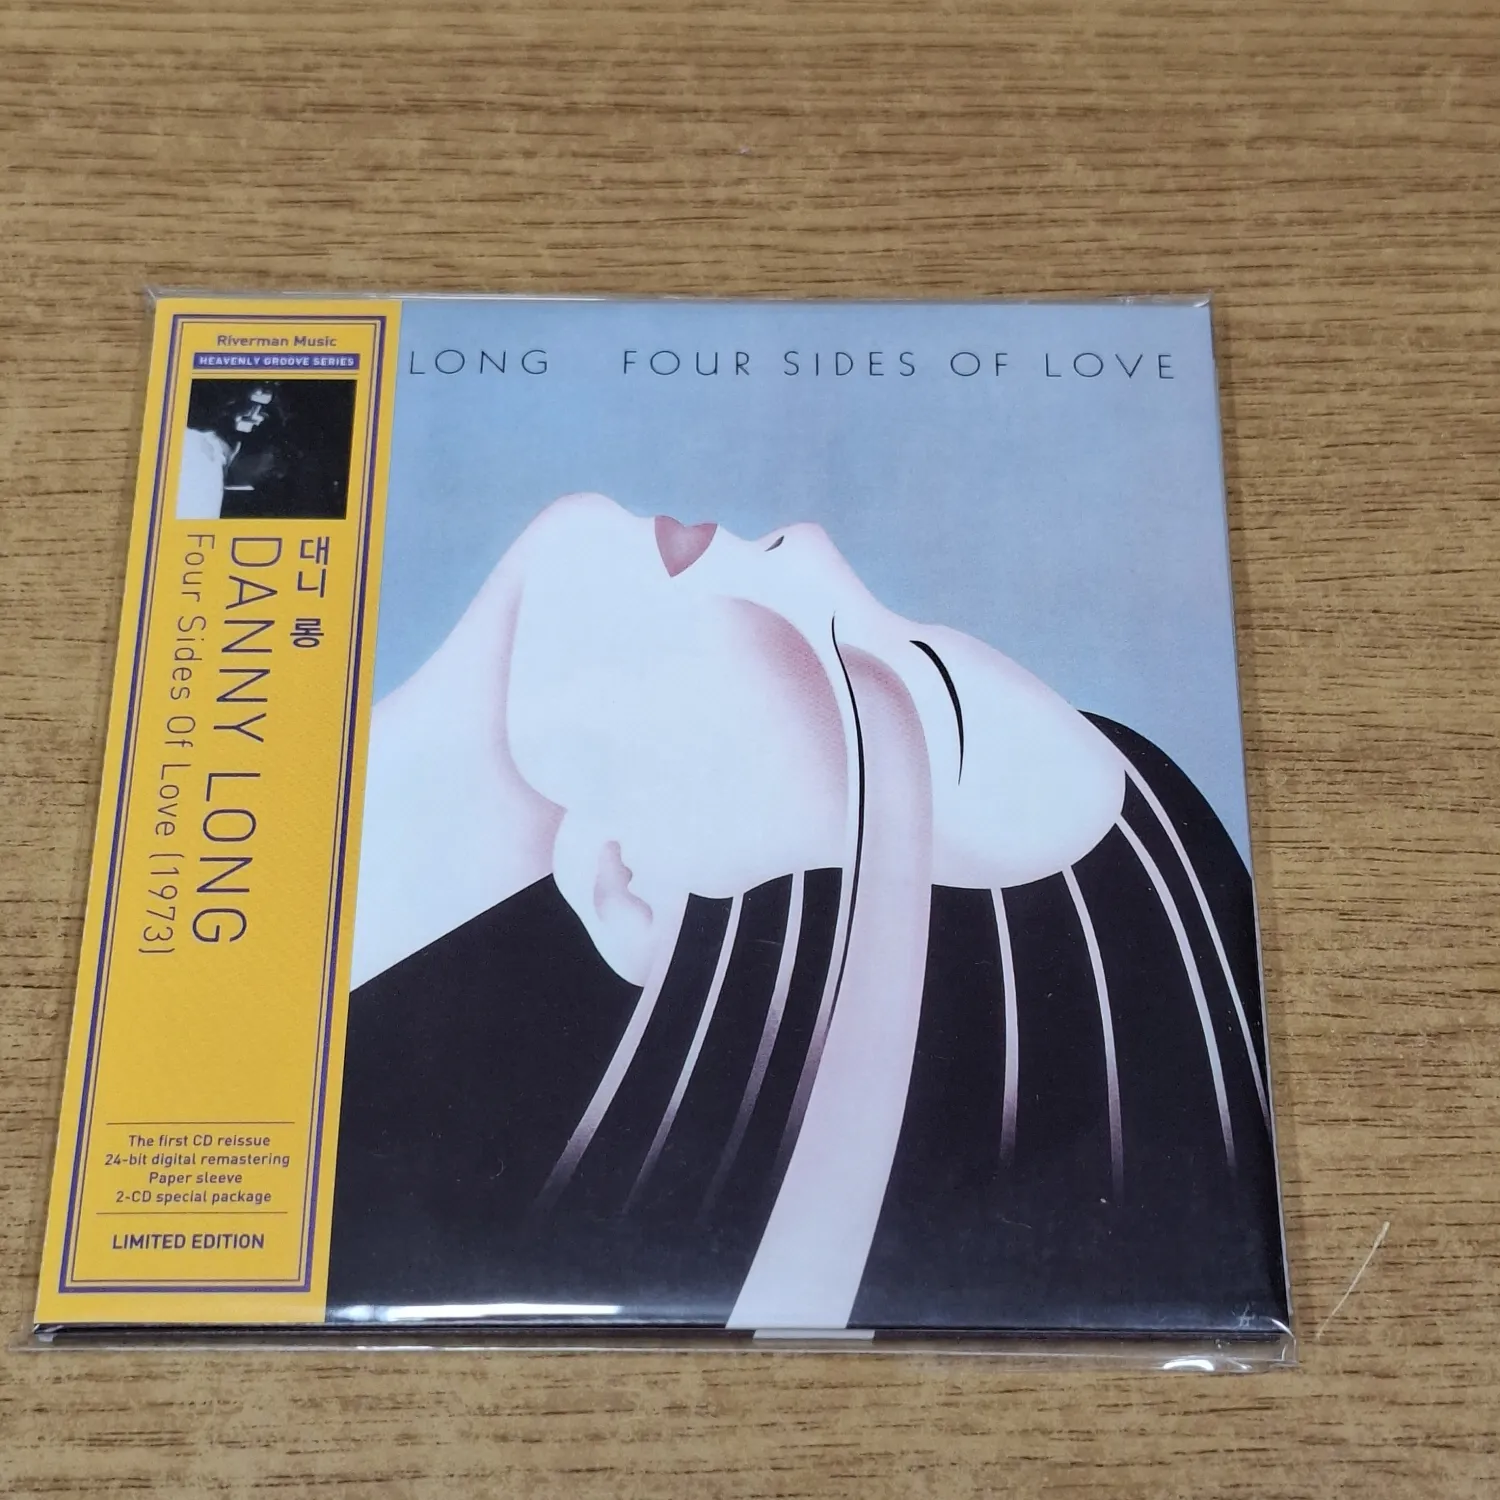 Riverman Music
HEAVENLY GROOVE SERIES
대니 롱
DANNY LONG
Four Sides Of Love (1973)
The first CD reissue
24-bit digital remastering
Paper sleeve
2-CD special package
LIMITED EDITION
LONG FOUR SIDES OF LOVE